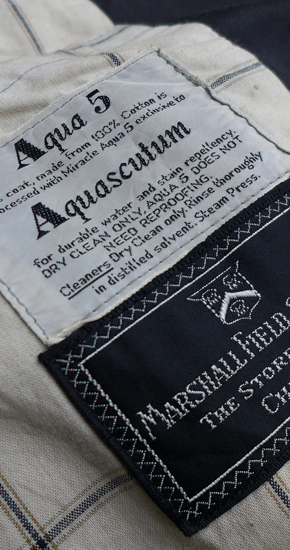 Aqua 5
coat, made from 100% Cotton is
processed with Miracle Aqua 5 exclusive to
Aquascutum
for durable water and stain repellency.
DRY CLEAN ONLY. AQUA 5 DOES NOT
NEED REPROOFING.
Cleaners Dry Clean only. Rinse thoroughly
in distilled solvent. Steam Press.
MARSHALL FIELD
THE STORE